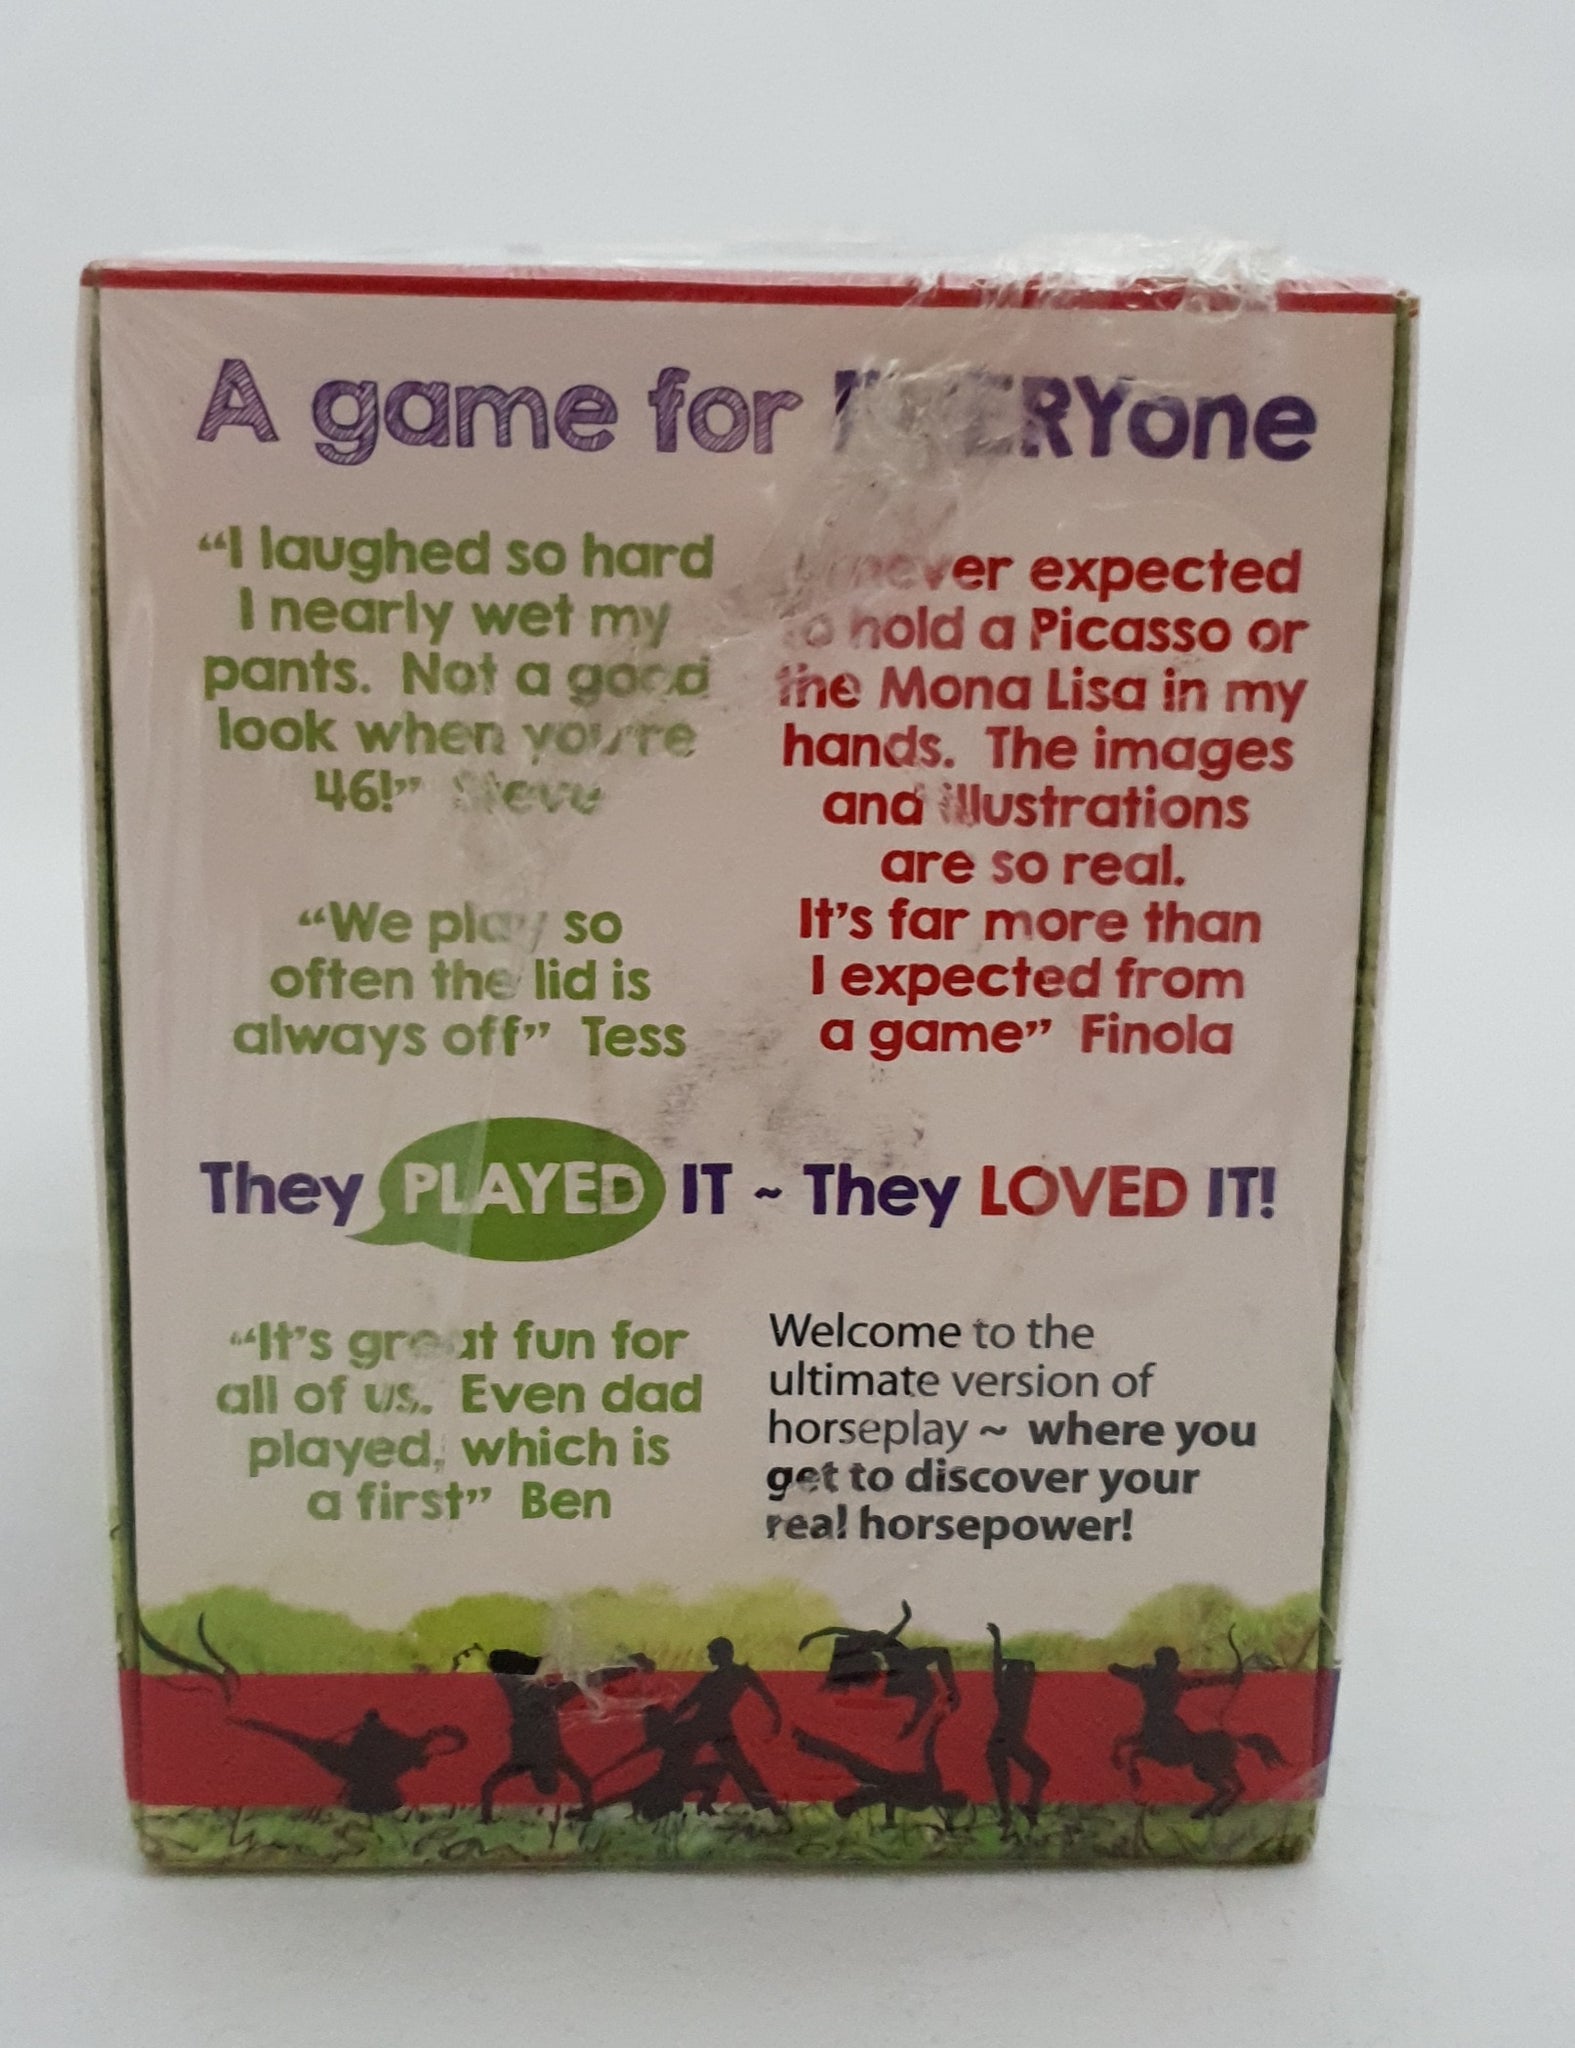 A game for EVERYone
“I laughed so hard
I nearly wet my
pants. Not a good
look when you're
46!” Steve
“We play so
often the lid is
always off” Tess
never expected
to hold a Picasso or
the Mona Lisa in my
hands. The images
and illustrations
are so real.
It's far more than
I expected from
a game” Finola
They PLAYED IT ~ They LOVED IT!
“It's great fun for
all of us. Even dad
played, which is
a first” Ben
Welcome to the
ultimate version of
horseplay ~ where you
get to discover your
real horsepower!